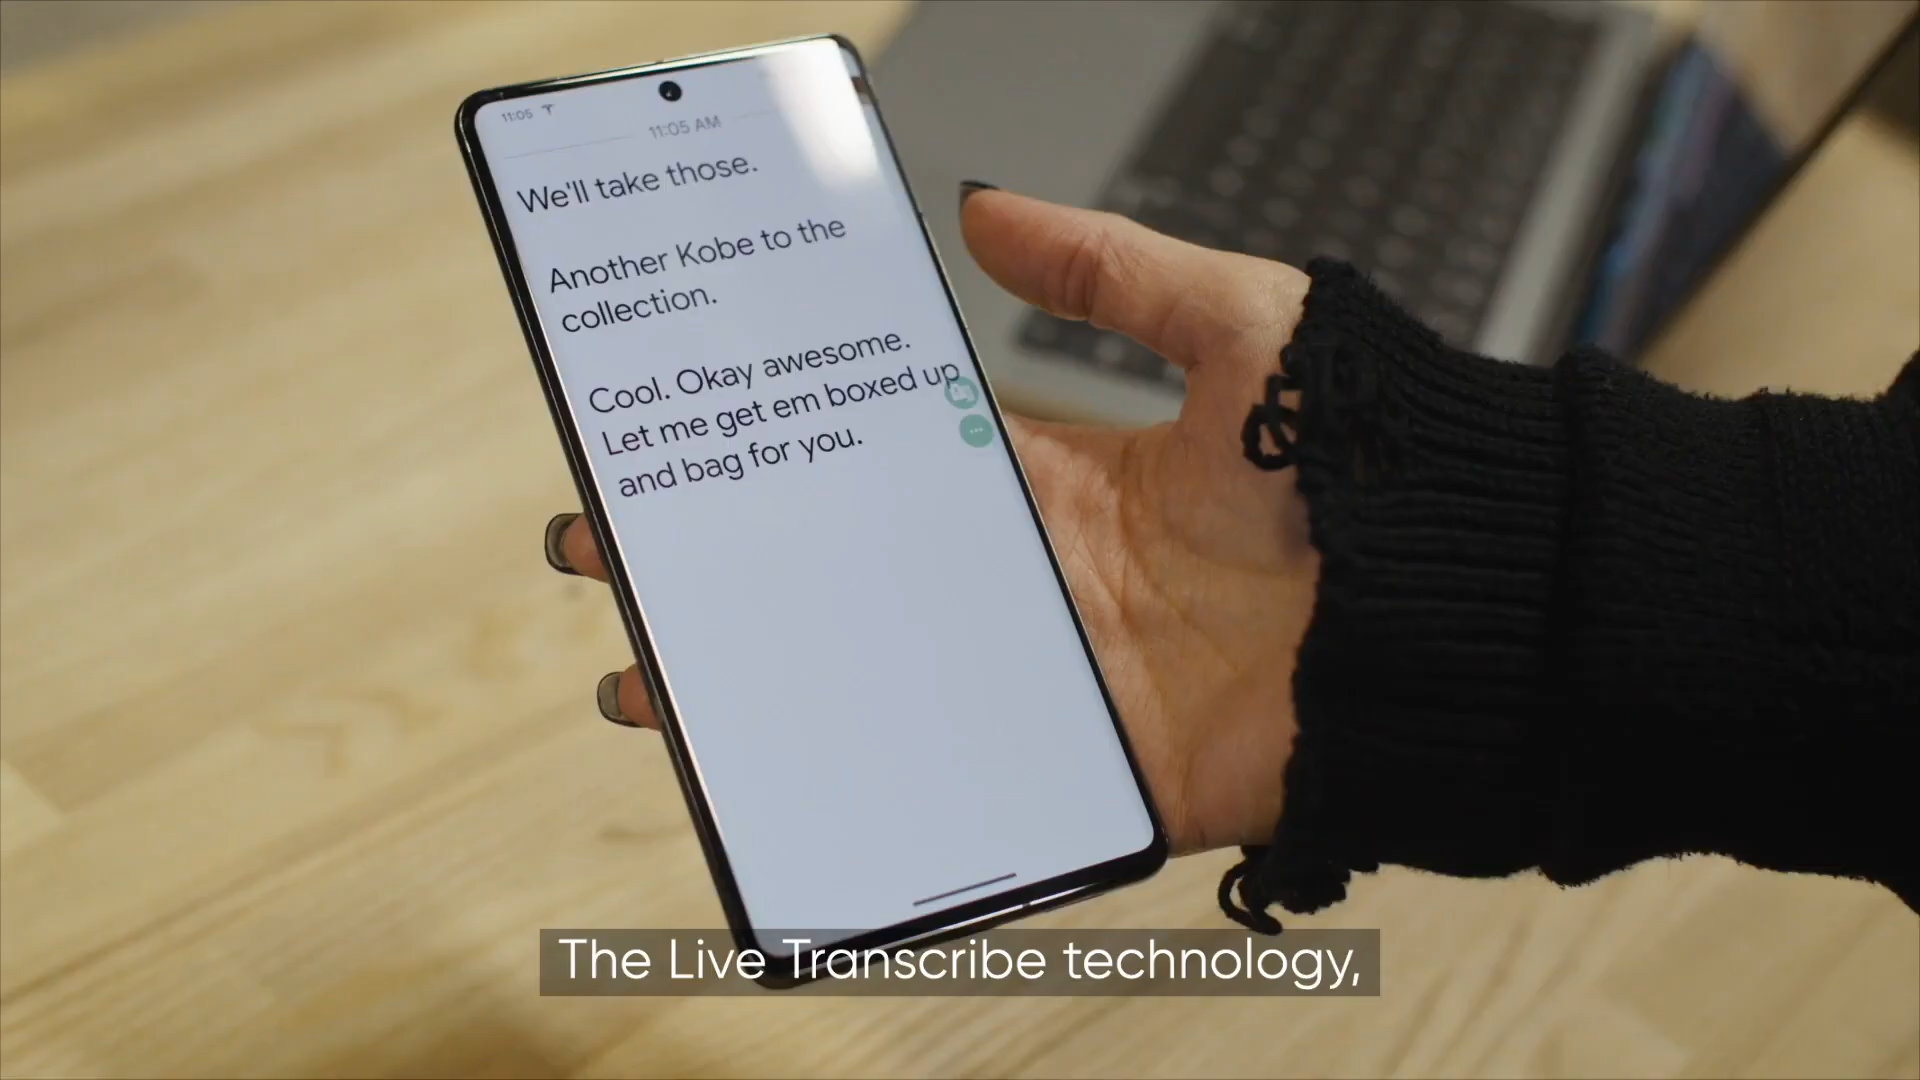 11:05
11:05 AM
We'll take those.
Another Kobe to the
collection.
Cool. Okay awesome.
Let me get em boxed up
and bag for you.
The Live Transcribe technology,